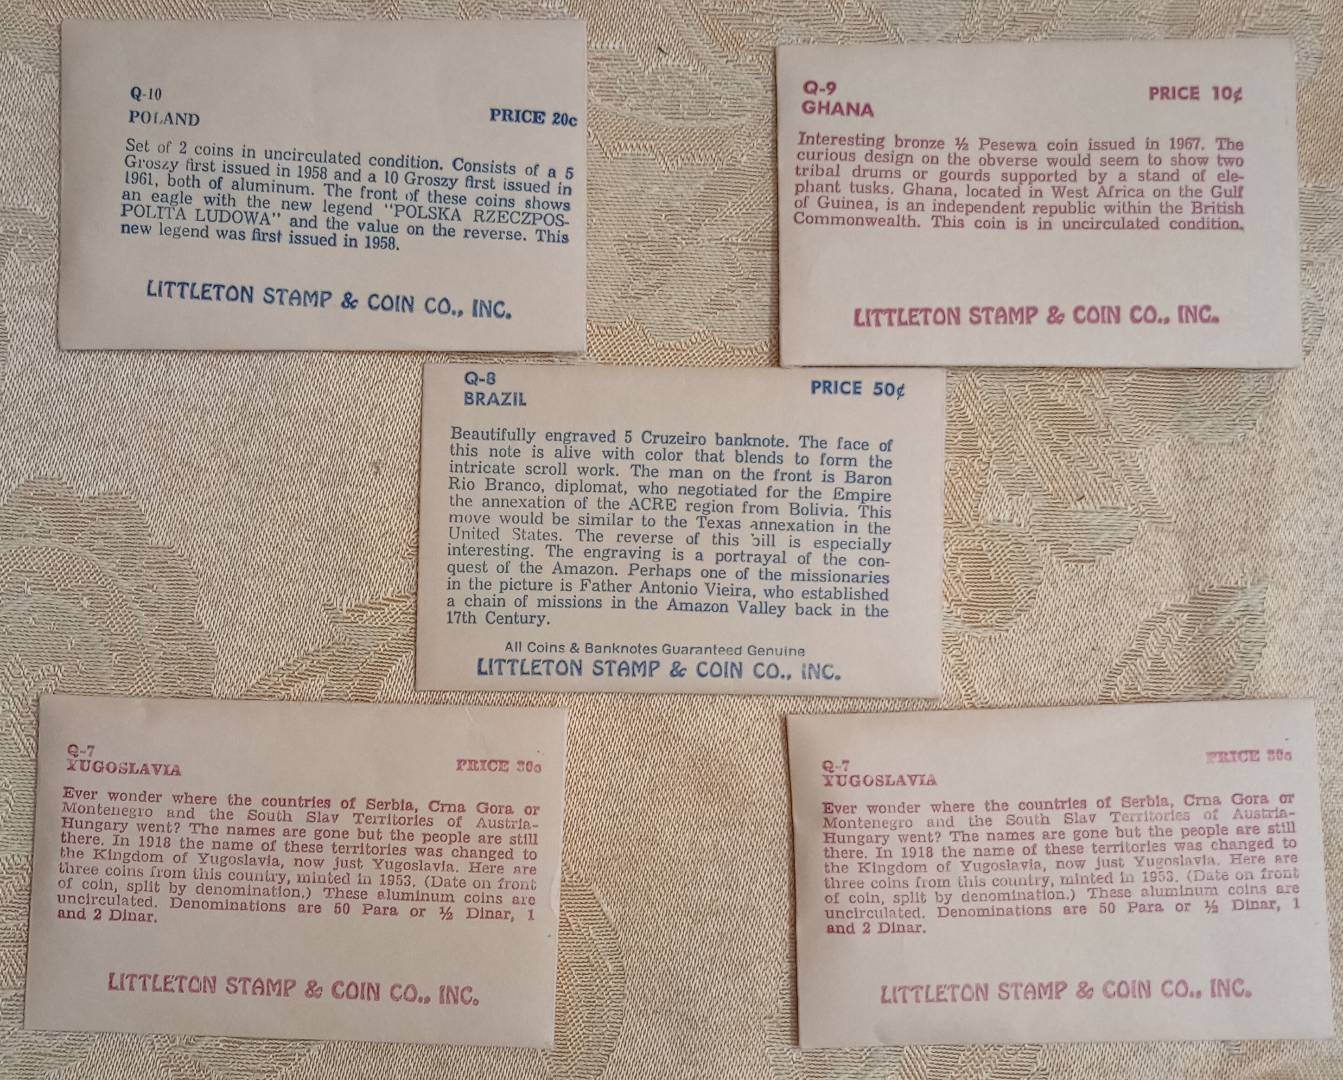 Q-10
POLAND
PRICE 20c
Set of 2 coins in uncirculated condition. Consists of a 5
Groszy first issued in 1958 and a 10 Groszy first issued in
1961, both of aluminum. The front of these coins shows
an eagle with the new legend "POLSKA RZECZPOS-
POLITA LUDOWA" and the value on the reverse. This
new legend was first issued in 1958.
LITTLETON STAMP & COIN CO., INC.
Q-9
GHANA
PRICE 10¢
Interesting bronze ½ Pesewa coin issued in 1967. The
curious design on the obverse would seem to show two
tribal drums or gourds supported by a stand of ele-
phant tusks. Ghana, located in West Africa on the Gulf
of Guinea, is an independent republic within the British
Commonwealth. This coin is in uncirculated condition.
LITTLETON STAMP & COIN CO., INC.
Q-8
BRAZIL
PRICE 50¢
Beautifully engraved 5 Cruzeiro banknote. The face of
this note is alive with color that blends to form the
intricate scroll work. The man on the front is Baron
Rio Branco, diplomat, who negotiated for the Empire
the annexation of the ACRE region from Bolivia. This
move would be similar to the Texas annexation in the
United States. The reverse of this bill is especially
interesting. The engraving is a portrayal of the con-
quest of the Amazon. Perhaps one of the missionaries
in the picture is Father Antonio Vieira, who established
a chain of missions in the Amazon Valley back in the
17th Century.
All Coins & Banknotes Guaranteed Genuine
LITTLETON STAMP & COIN CO., INC.
Q-7
YUGOSLAVIA
PRICE 30c
Ever wonder where the countries of Serbia, Crna Gora or
Montenegro and the South Slav Territories of Austria-
Hungary went? The names are gone but the people are still
there. In 1918 the name of these territories was changed to
the Kingdom of Yugoslavia, now just Yugoslavia. Here are
three coins from this country, minted in 1953. (Date on front
of coin, split by denomination.) These aluminum coins are
uncirculated. Denominations are 50 Para or ½ Dinar, 1
and 2 Dinar.
LITTLETON STAMP & COIN CO., INC.
Q-7
YUGOSLAVIA
PRICE 30c
Ever wonder where the countries of Serbia, Crna Gora or
Montenegro and the South Slav Territories of Austria-
Hungary went? The names are gone but the people are still
there. In 1918 the name of these territories was changed to
the Kingdom of Yugoslavia, now just Yugoslavia. Here are
three coins from this country, minted in 1953. (Date on front
of coin, split by denomination.) These aluminum coins are
uncirculated. Denominations are 50 Para or ½ Dinar, 1
and 2 Dinar.
LITTLETON STAMP & COIN CO., INC.